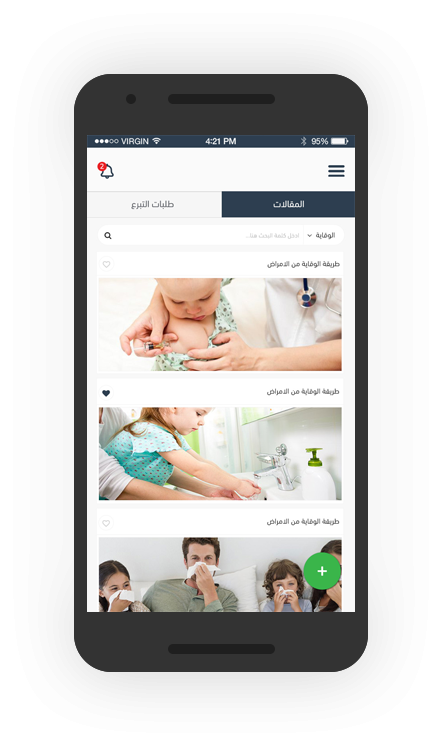 VIRGIN 4:21 PM 95%
2
المقالات طلبات التبرع
الوقاية ادخل كلمة البحث هنا...
طريقة الوقاية من الامراض
طريقة الوقاية من الامراض
طريقة الوقاية من الامراض
+